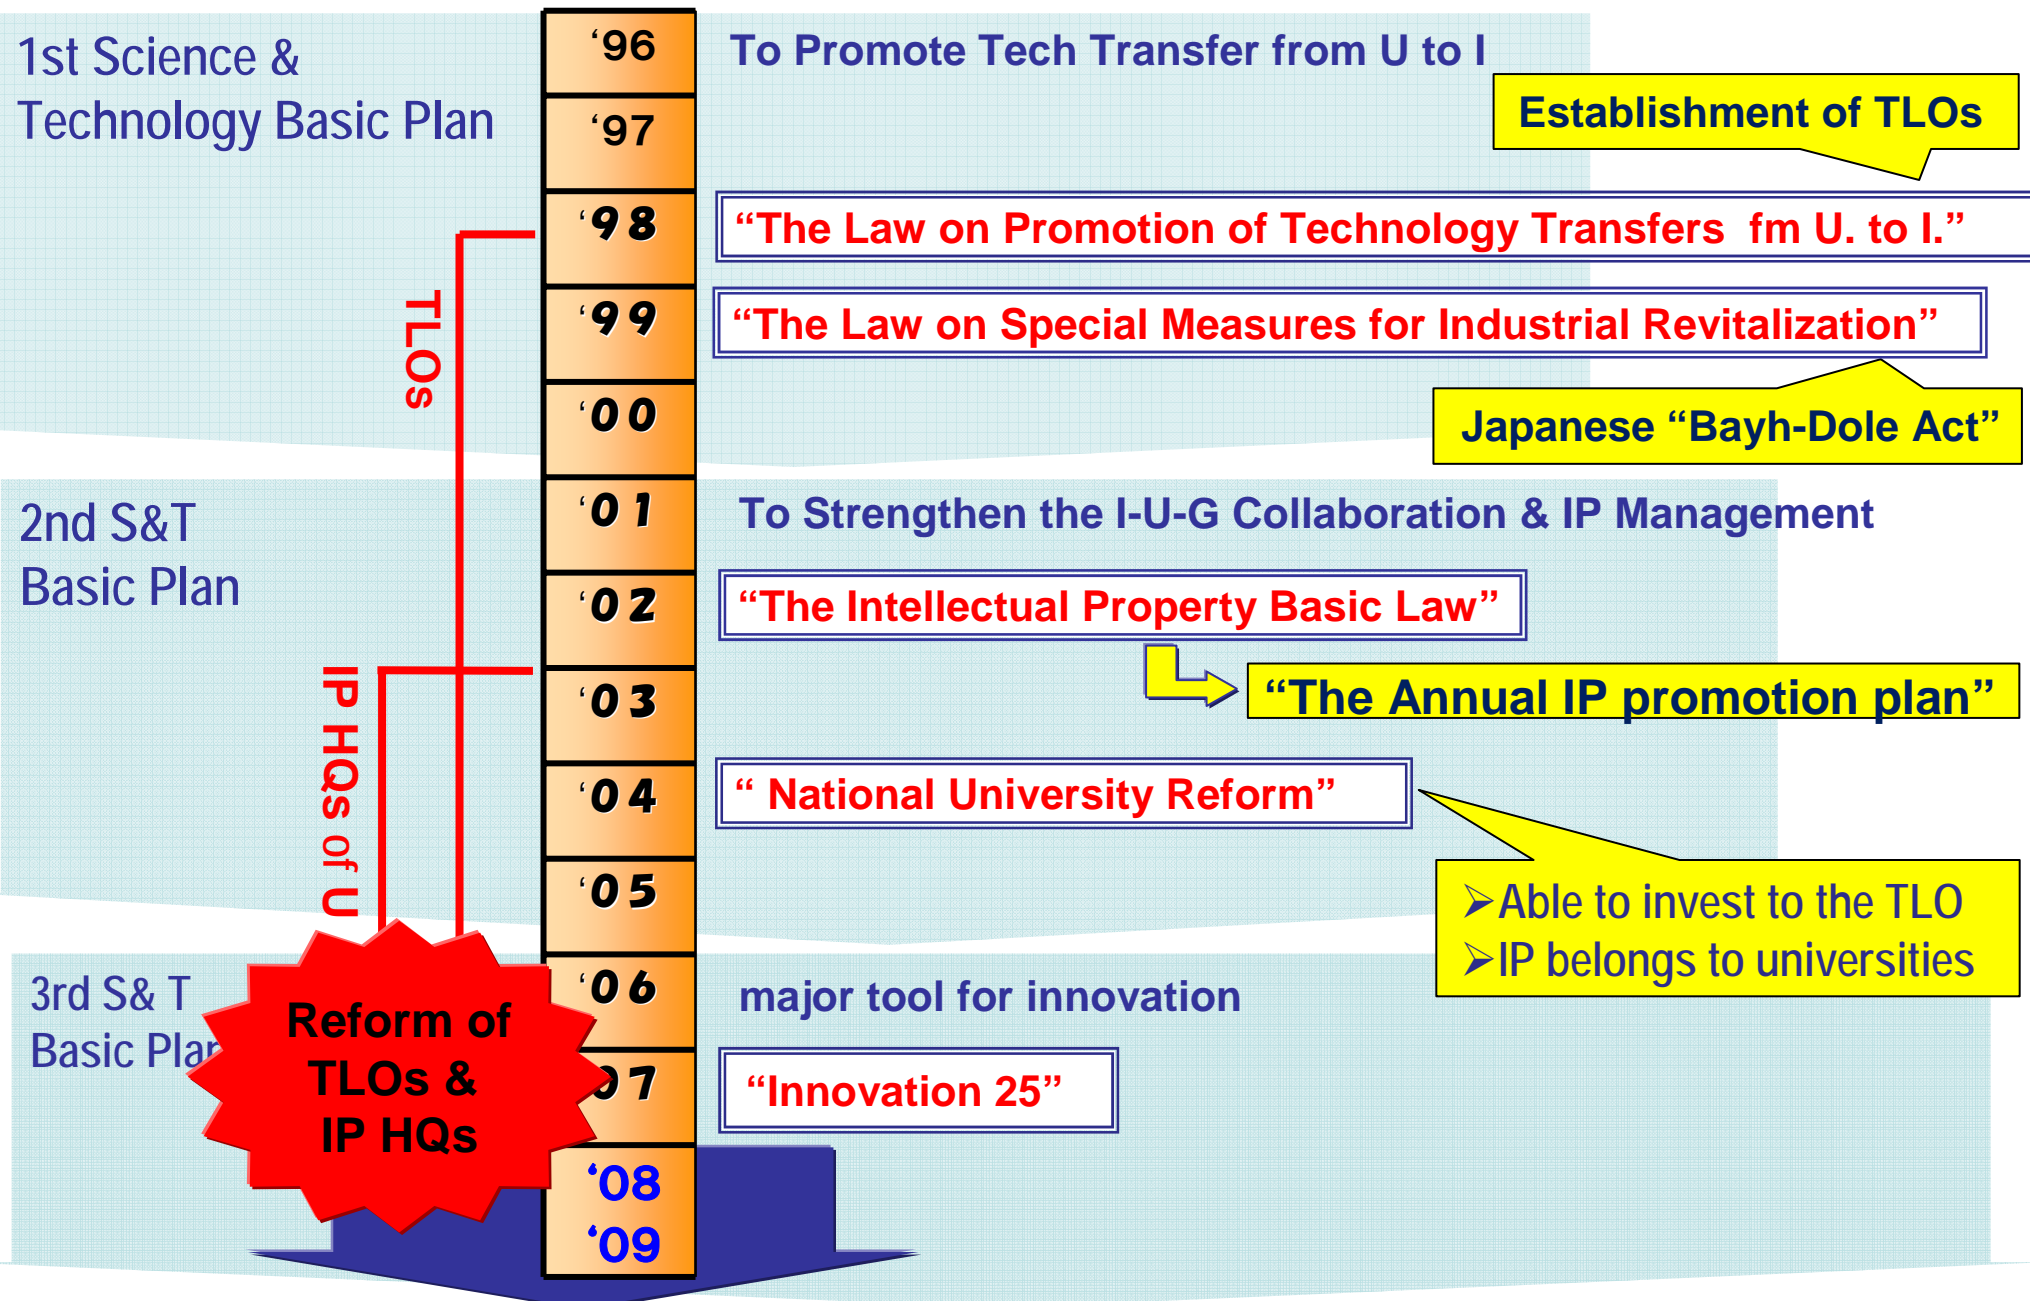 1st Science &
Technology Basic Plan
‘96
To Promote Tech Transfer from U to I
Establishment of TLOs
‘97
‘98
“The Law on Promotion of Technology Transfers fm U. to I.”
TLOs
‘99
“The Law on Special Measures for Industrial Revitalization”
‘00
Japanese “Bayh-Dole Act”
2nd S&T
Basic Plan
‘01
To Strengthen the I-U-G Collaboration & IP Management
‘02
“The Intellectual Property Basic Law”
IP HQs of U
‘03
“The Annual IP promotion plan”
‘04
“ National University Reform”
‘05
➢Able to invest to the TLO
➢IP belongs to universities
3rd S& T
Basic Plan
‘06
major tool for innovation
Reform of
TLOs &
IP HQs
07
“Innovation 25”
‘08
‘09